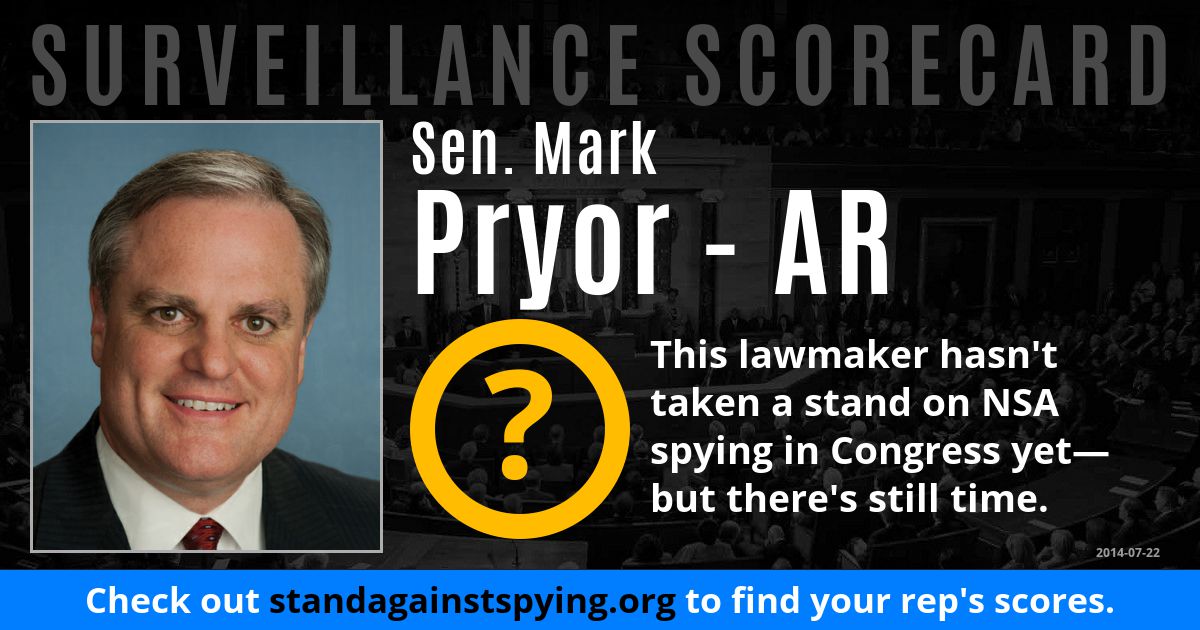 SURVEILLANCE SCORECARD
Sen. Mark
Pryor - AR
?
This lawmaker hasn't
taken a stand on NSA
spying in Congress yet—
but there's still time.
2014-07-22
Check out standagainstspying.org to find your rep's scores.